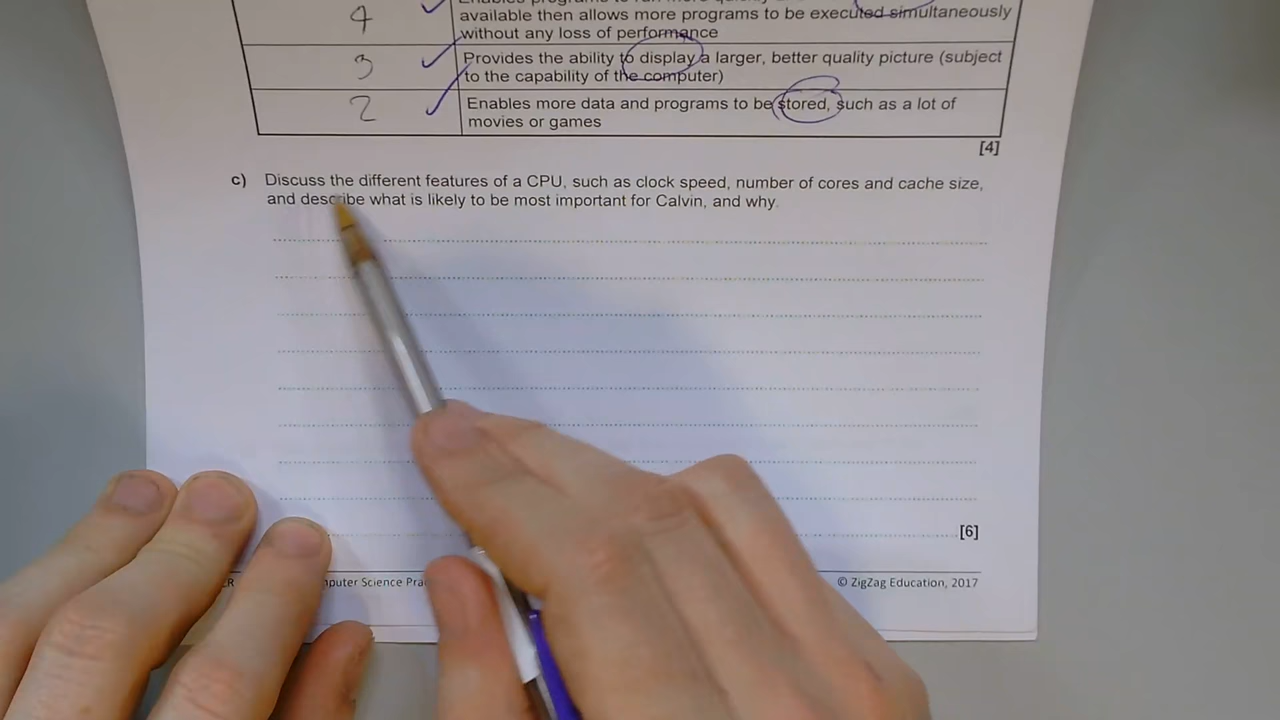 4
available then allows more programs to be executed simultaneously
without any loss of performance
3
Provides the ability to display a larger, better quality picture (subject
to the capability of the computer)
2
Enables more data and programs to be stored, such as a lot of
movies or games
[4]
c) Discuss the different features of a CPU, such as clock speed, number of cores and cache size,
and describe what is likely to be most important for Calvin, and why.
[6]
Computer Science Pra
© ZigZag Education, 2017